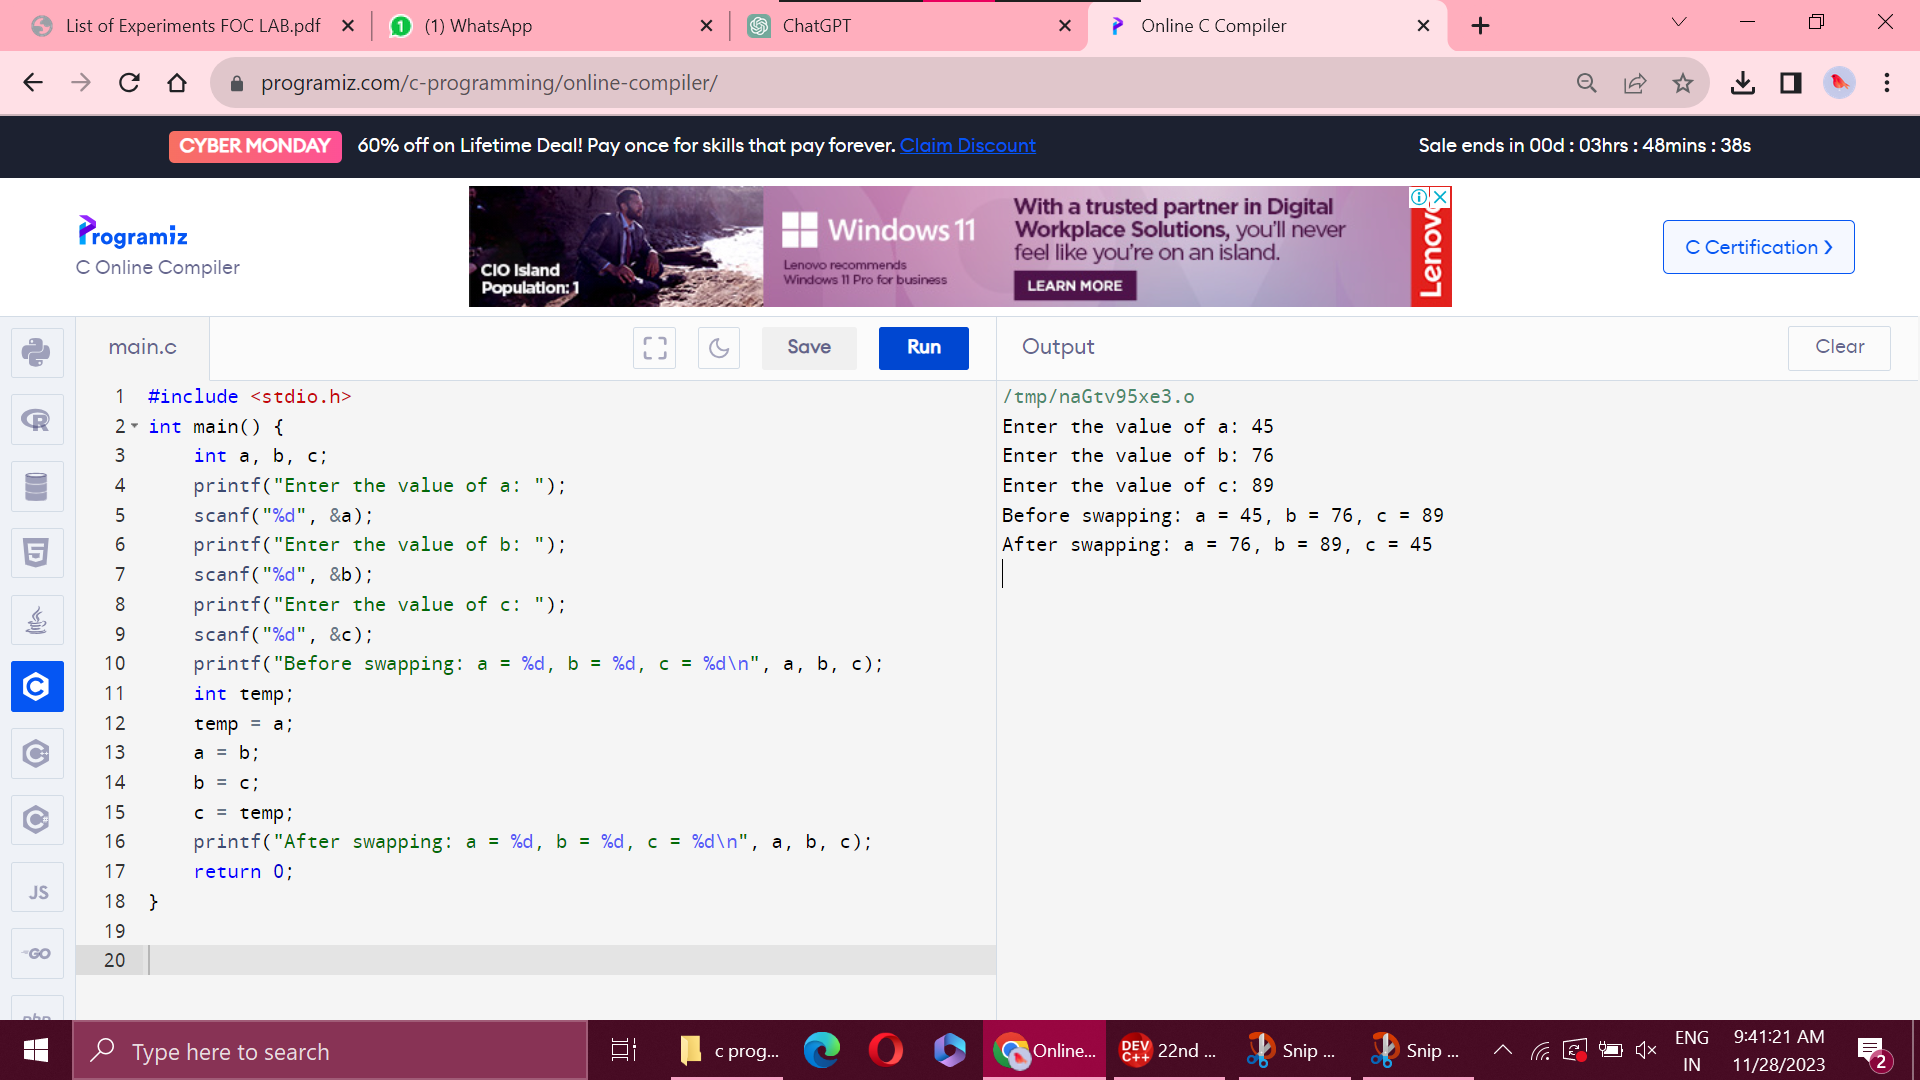 List of Experiments FOC LAB.pdf
(1) WhatsApp
ChatGPT
Online C Compiler
programiz.com/c-programming/online-compiler/
CYBER MONDAY 60% off on Lifetime Deal! Pay once for skills that pay forever. Claim Discount
Sale ends in 00d : 03hrs : 48mins : 38s
Programiz
C Online Compiler
CIO Island
Population: 1
Windows 11
Lenovo recommends
Windows 11 Pro for business
With a trusted partner in Digital
Workplace Solutions, you'll never
feel like you're on an island.
LEARN MORE
Lenovo
C Certification
main.c
Save
Run
Output
Clear
1 #include <stdio.h>
2 int main() {
3 int a, b, c;
4 printf("Enter the value of a: ");
5 scanf("%d", &a);
6 printf("Enter the value of b: ");
7 scanf("%d", &b);
8 printf("Enter the value of c: ");
9 scanf("%d", &c);
10 printf("Before swapping: a = %d, b = %d, c = %d\n", a, b, c);
11 int temp;
12 temp = a;
13 a = b;
14 b = c;
15 c = temp;
16 printf("After swapping: a = %d, b = %d, c = %d\n", a, b, c);
17 return 0;
18 }
19
20
/tmp/naGtv95xe3.o
Enter the value of a: 45
Enter the value of b: 76
Enter the value of c: 89
Before swapping: a = 45, b = 76, c = 89
After swapping: a = 76, b = 89, c = 45
R
5
C
JS
GO
php
Type here to search
c prog...
Online...
DEV
C++
22nd ...
Snip ...
Snip ...
ENG
IN
9:41:21 AM
11/28/2023
2